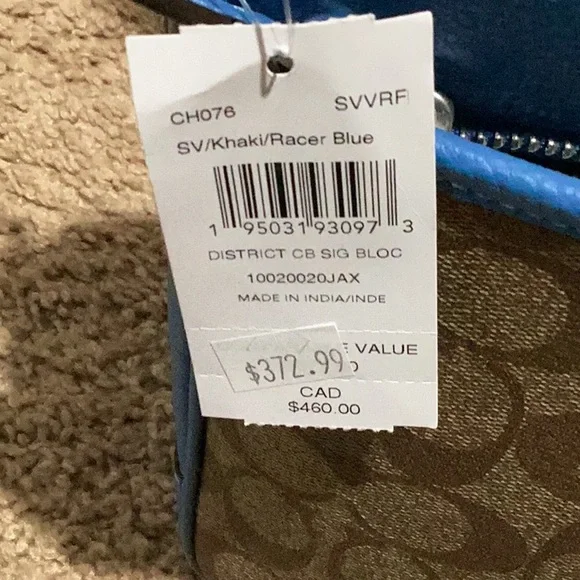 CH076 SVVRF
SV/Khaki/Racer Blue
1 95031 93097 3
DISTRICT CB SIG BLOC
10020020JAX
MADE IN INDIA/INDE
VALUE
$372.99
CAD
$460.00